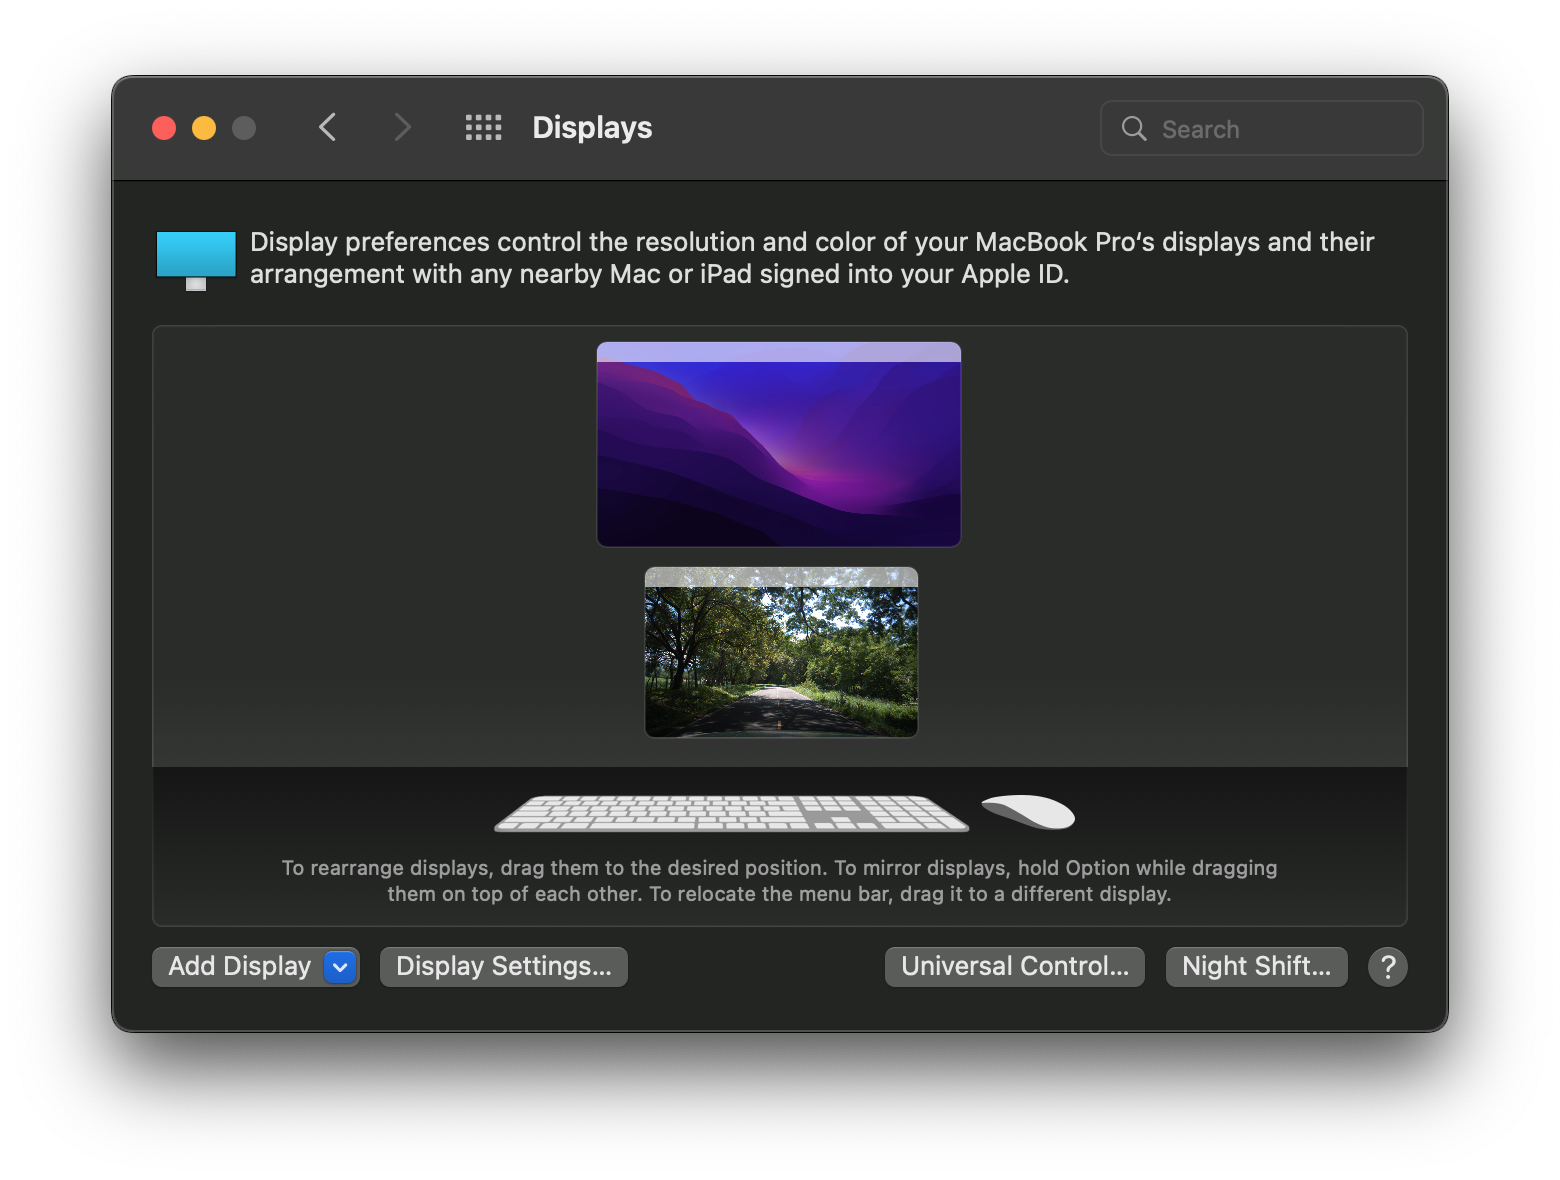 Displays
Search
Display preferences control the resolution and color of your MacBook Pro‘s displays and their
arrangement with any nearby Mac or iPad signed into your Apple ID.
To rearrange displays, drag them to the desired position. To mirror displays, hold Option while dragging
them on top of each other. To relocate the menu bar, drag it to a different display.
Add Display
Display Settings...
Universal Control...
Night Shift...
?